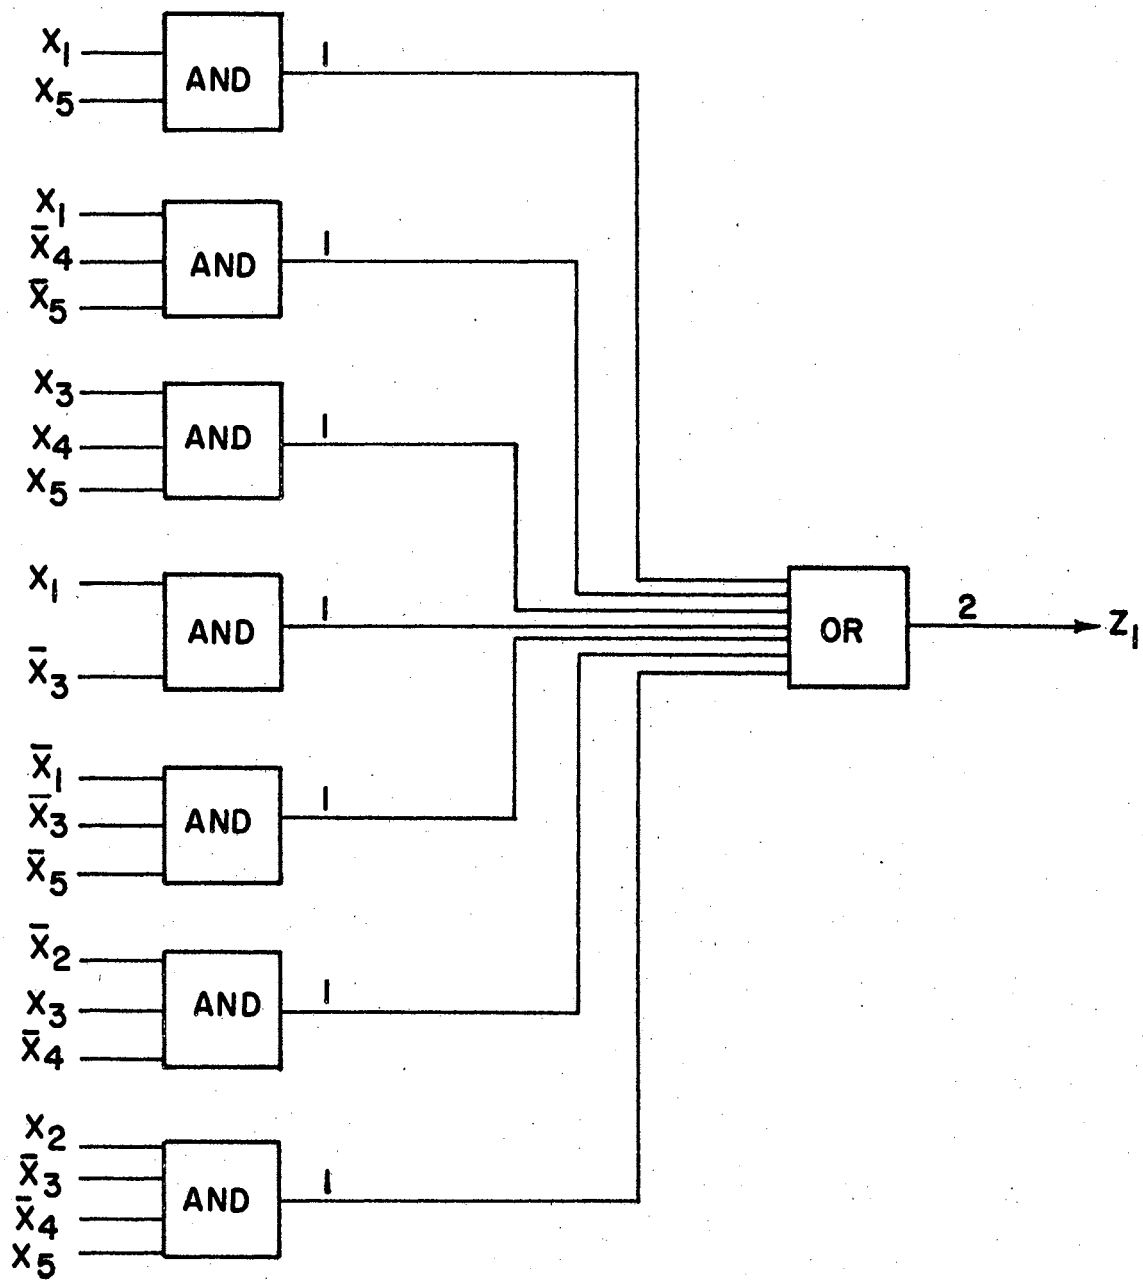 X₁
AND
1
X₅
X₁
X̄₄
AND
1
X̄₅
X₃
X₄
AND
1
X₅
X₁
AND
1
X̄₃
OR
2
Z₁
X̄₁
X̄₃
AND
1
X̄₅
X̄₂
X₃
AND
1
X̄₄
X₂
X̄₃
AND
1
X̄₄
X₅